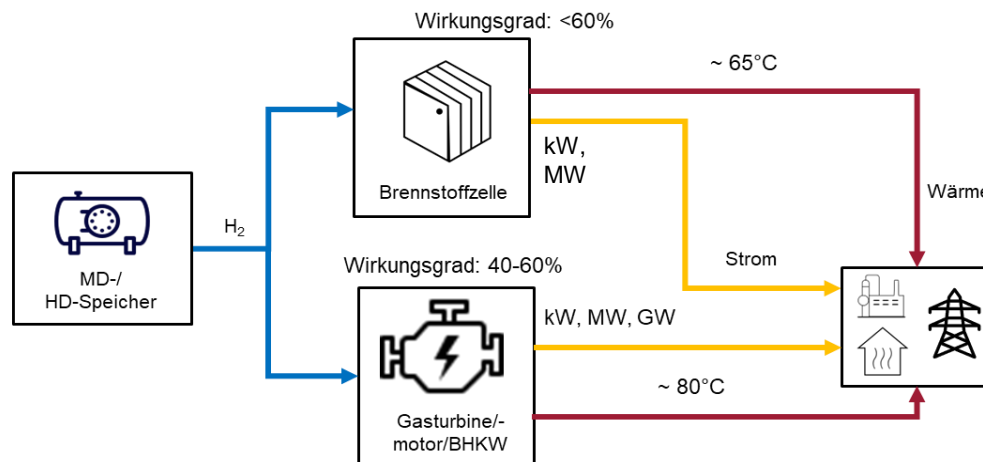 Wirkungsgrad: <60%
~ 65°C
kW,
MW
Brennstoffzelle
Wärme
H₂
MD-/
HD-Speicher
Strom
Wirkungsgrad: 40-60%
kW, MW, GW
~ 80°C
Gasturbine/-
motor/BHKW